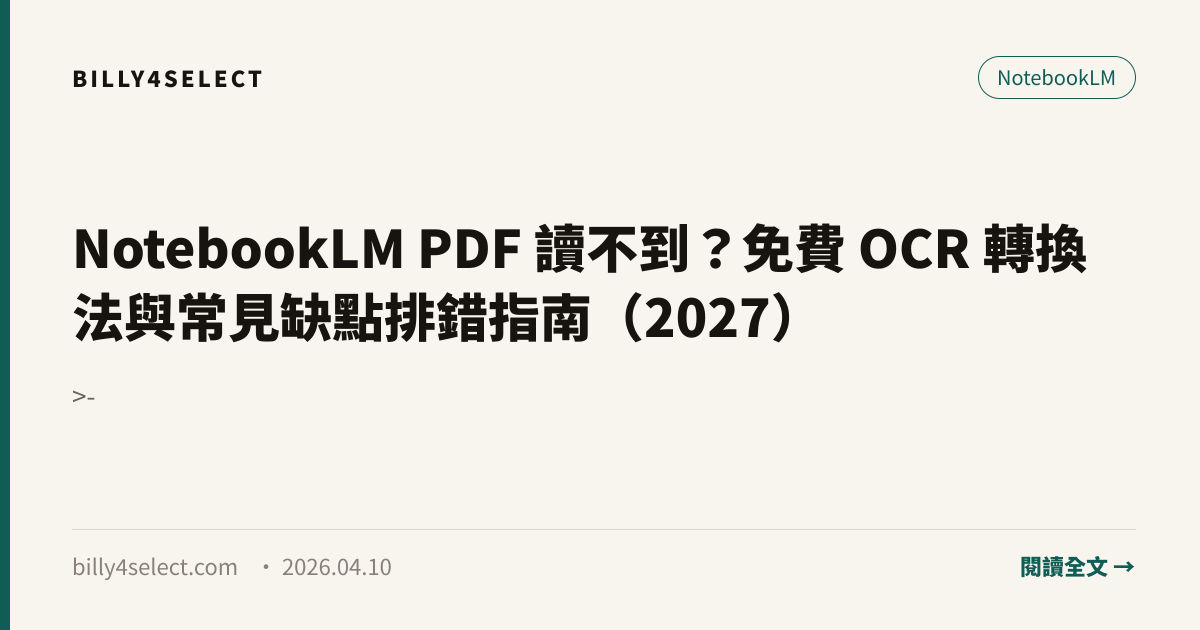 BILLY4SELECT
NotebookLM
NotebookLM PDF 讀不到？免費 OCR 轉換
法與常見缺點排錯指南（2027）
>-
billy4select.com ・ 2026.04.10
閱讀全文 →